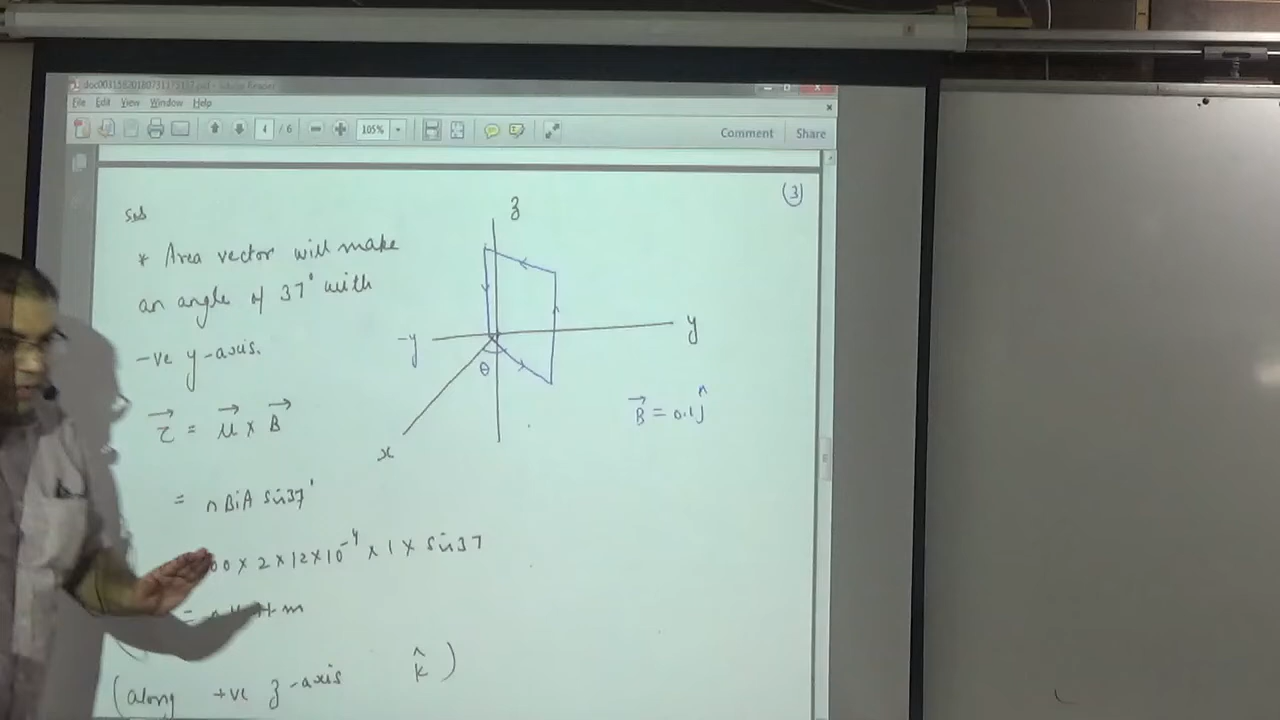 File Edit View Window Help
4 / 6 105% Comment Share
(3)
* Area vector will make
an angle of 37° with
-ve y-axis.
z
-y
y
θ
x
B⃗ = 0.1ĵ
τ⃗ = μ⃗ × B⃗
= nBiA sin37°
00 × 2 × 12 × 10⁻⁴ × 1 × sin37
=
m
(along +ve z-axis k̂ )